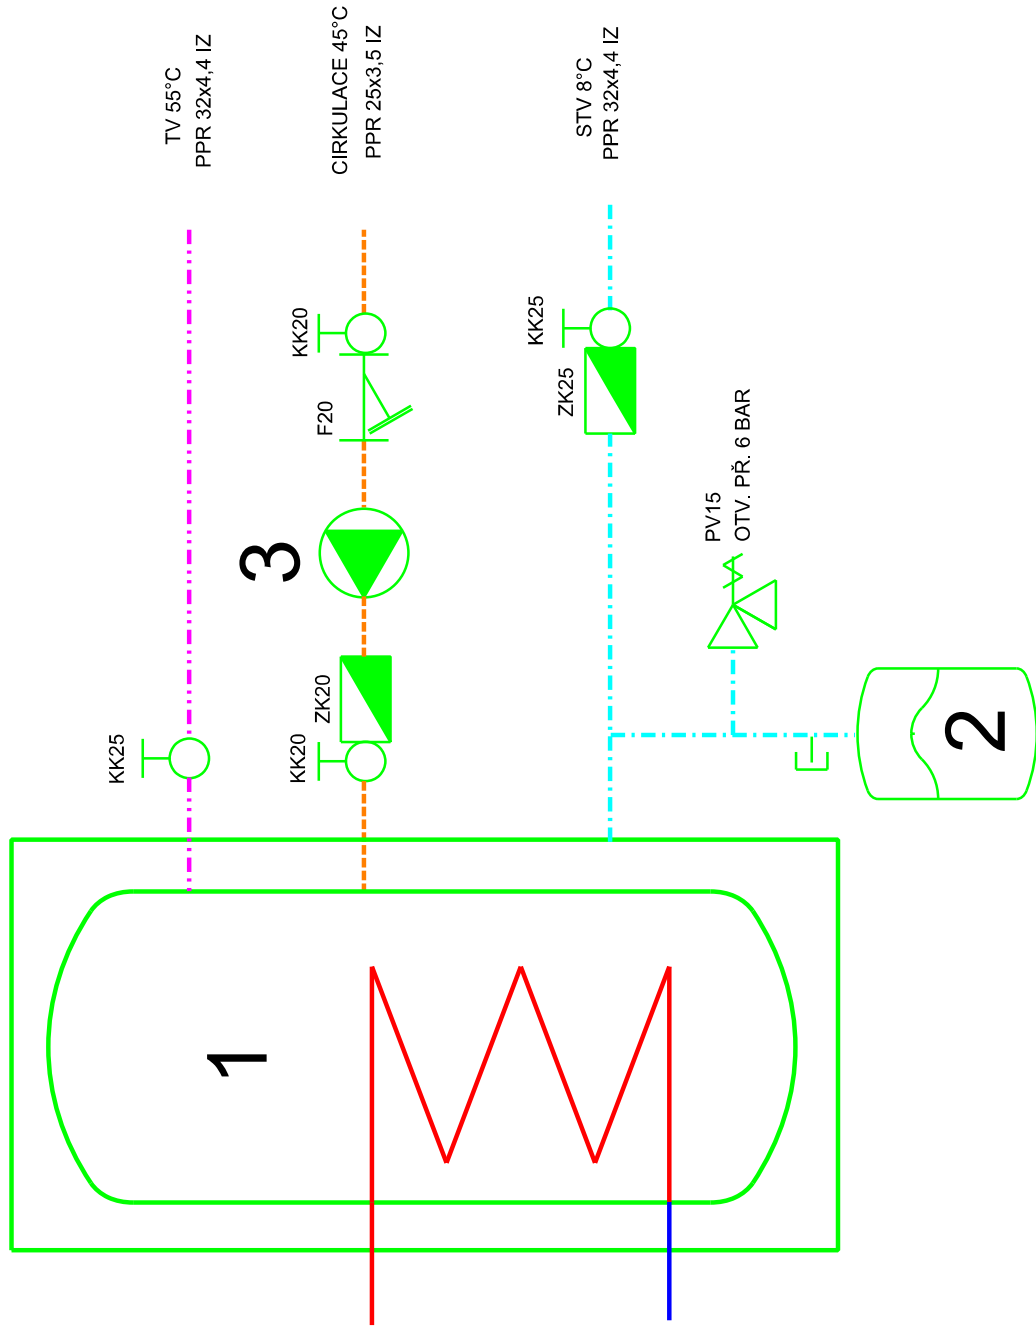 TV 55°C
PPR 32x4,4 IZ
CIRKULACE 45°C
PPR 25x3,5 IZ
STV 8°C
PPR 32x4,4 IZ
KK25
KK20
ZK20
3
F20
KK20
ZK25
KK25
PV15
OTV. PŘ. 6 BAR
1
2